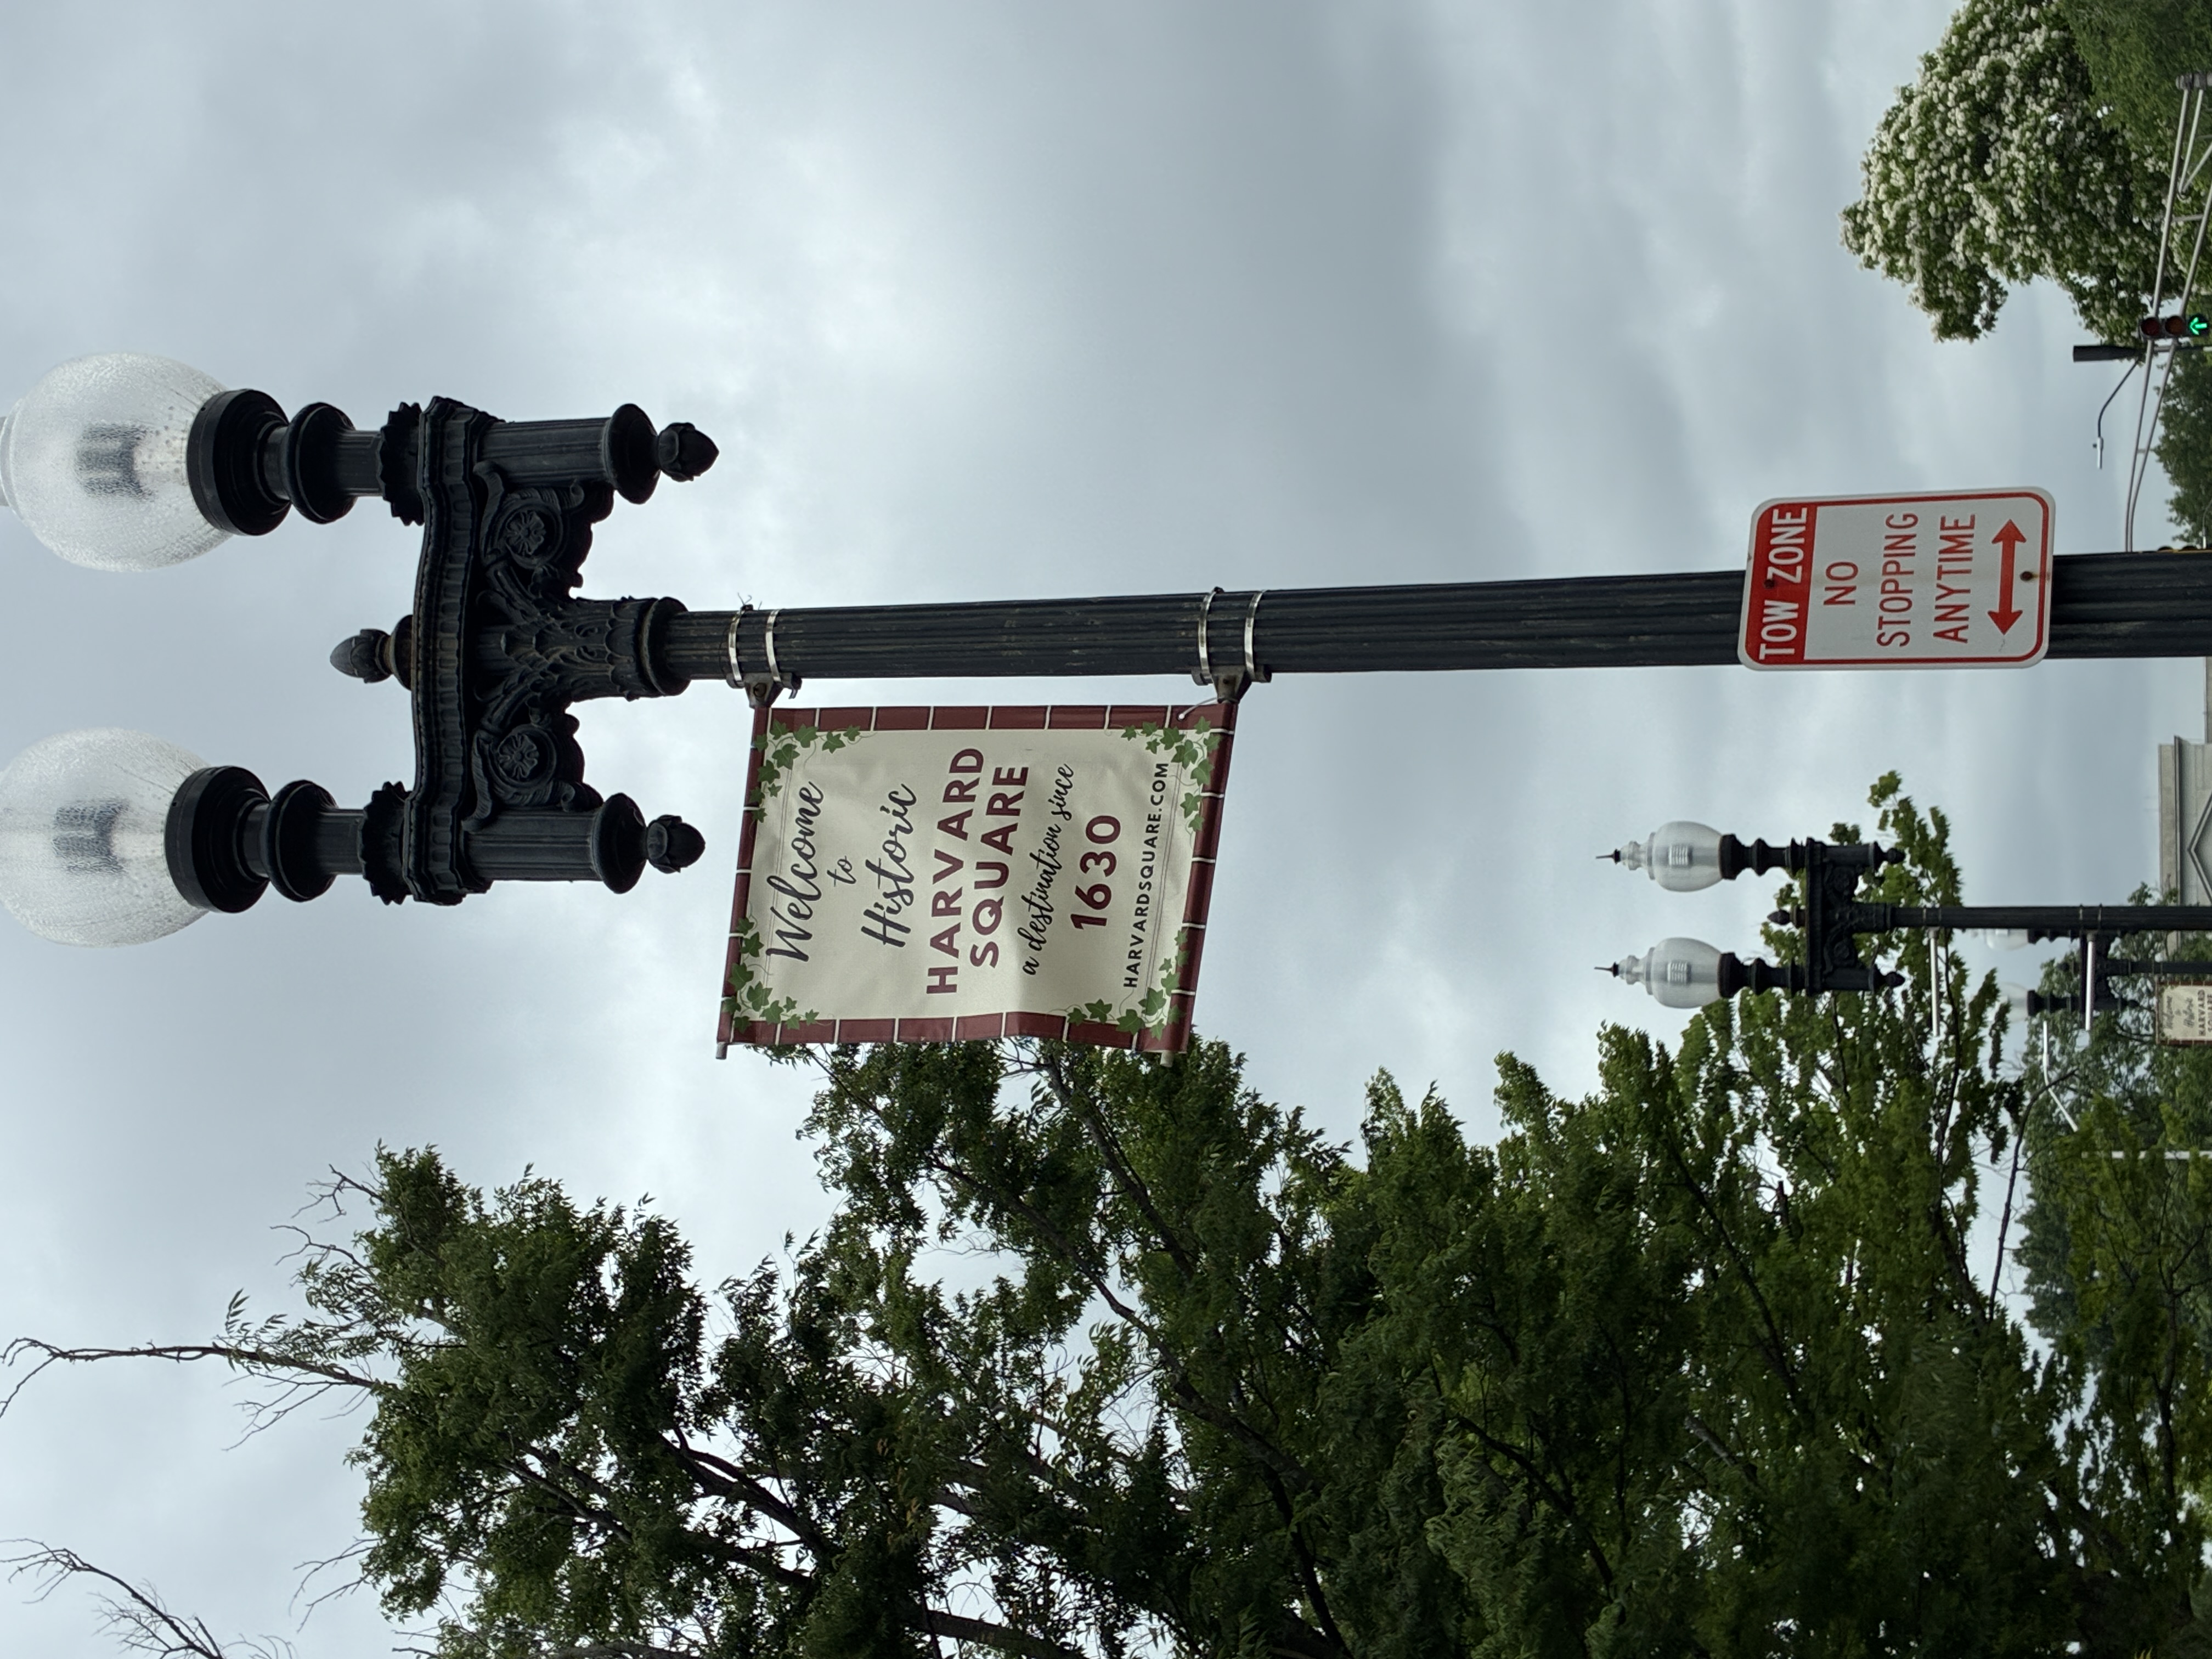 Welcome
to
Historic
HARVARD
SQUARE
a destination since
1630
HARVARDSQUARE.COM
TOW ZONE
NO
STOPPING
ANYTIME